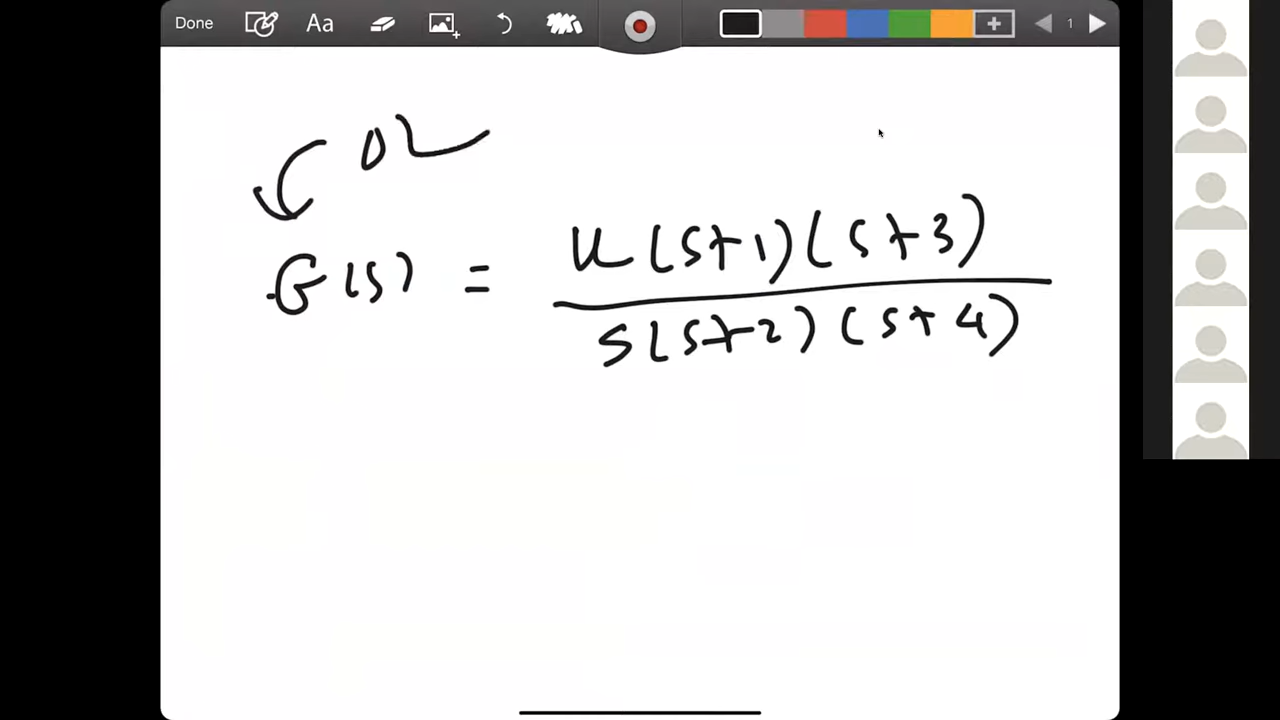 Done Aa 1
OL
G(s) = K(s+1)(s+3)
s(s+2)(s+4)